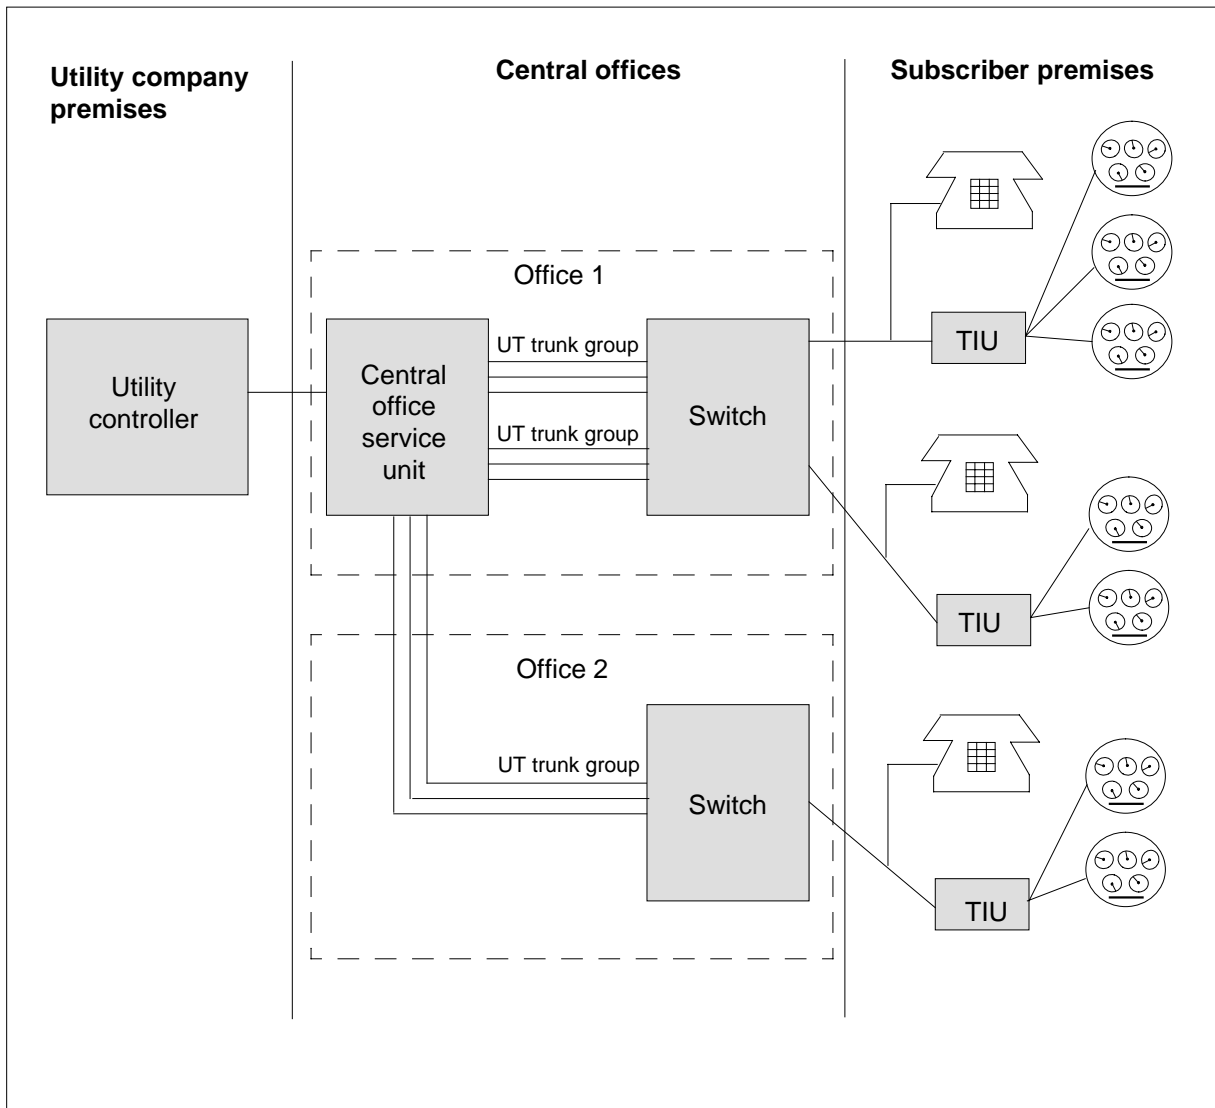 Utility company
premises
Central offices
Subscriber premises
Office 1
Utility
controller
Central
office
service
unit
UT trunk group
UT trunk group
Switch
TIU
TIU
Office 2
UT trunk group
Switch
TIU